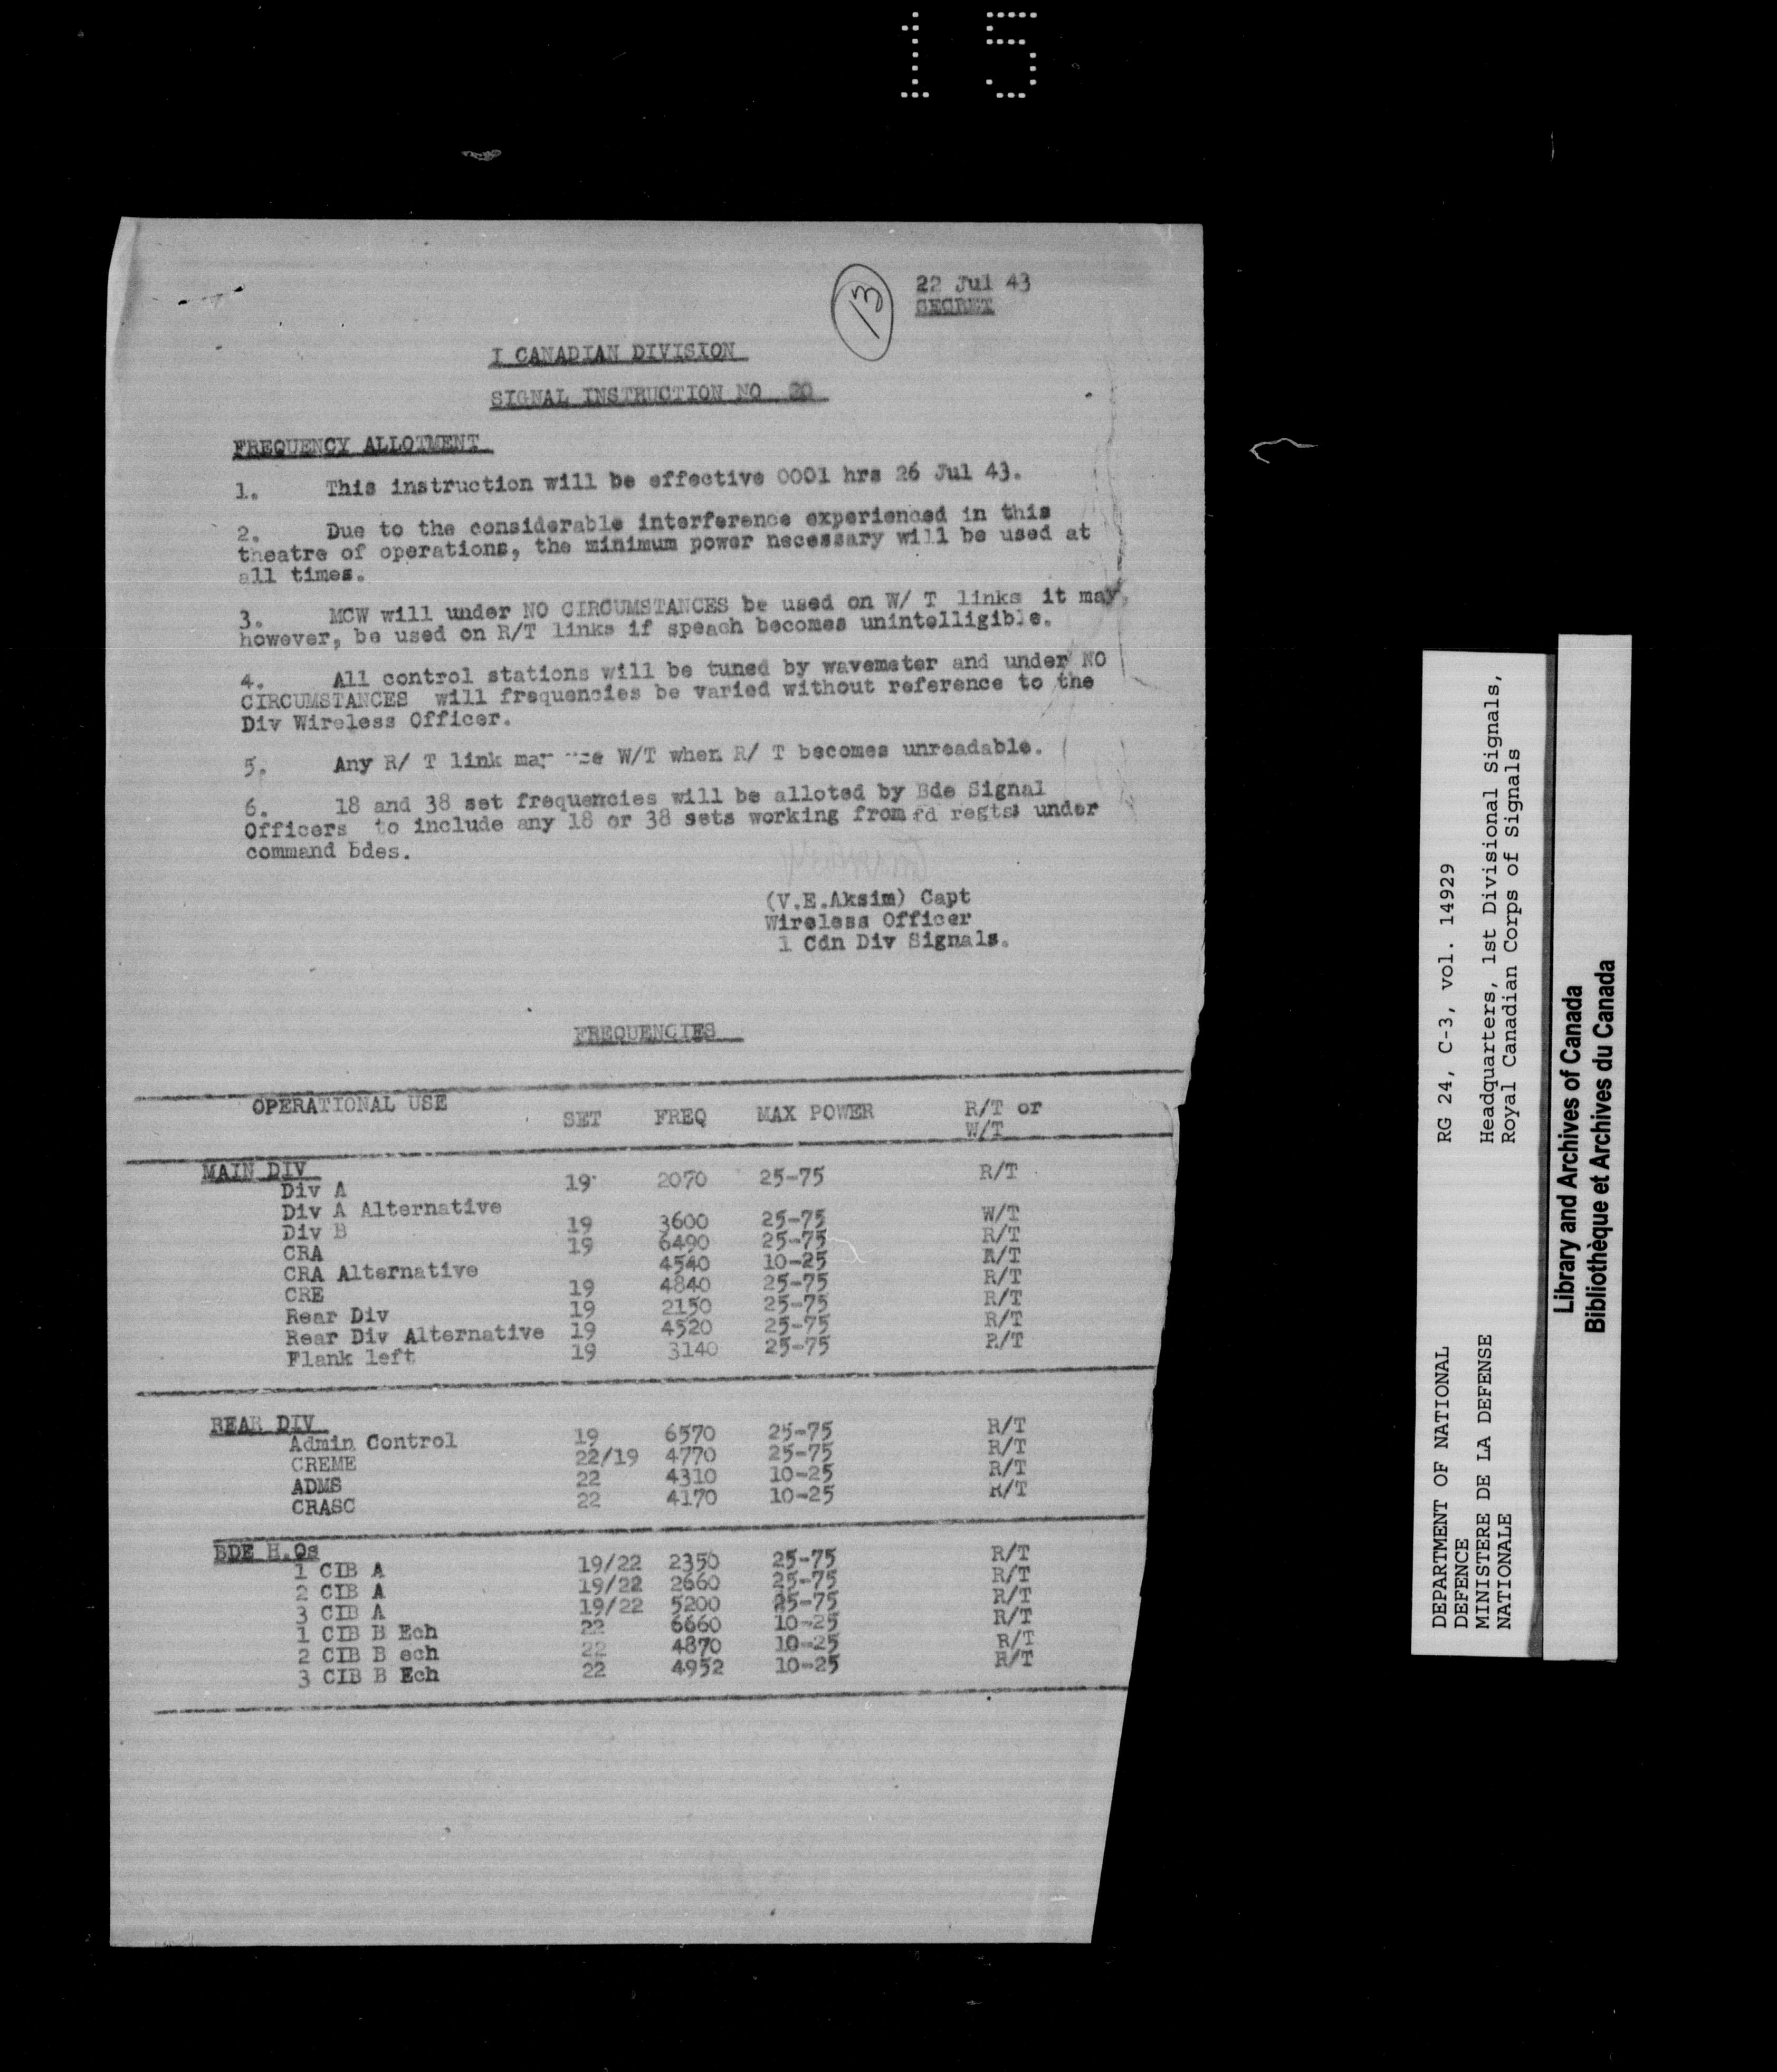 15
13
22 Jul 43
SECRET
I CANADIAN DIVISION
SIGNAL INSTRUCTION NO 20
FREQUENCY ALLOTMENT
1. This instruction will be effective 0001 hrs 26 Jul 43.
2. Due to the considerable interference experienced in this
theatre of operations, the minimum power necessary will be used at
all times.
3. MCW will under NO CIRCUMSTANCES be used on W/ T links it may,
however, be used on R/T links if speach becomes unintelligible.
4. All control stations will be tuned by wavemeter and under NO
CIRCUMSTANCES will frequencies be varied without reference to the
Div Wireless Officer.
5. Any R/ T link may use W/T when R/ T becomes unreadable.
6. 18 and 38 set frequencies will be alloted by Bde Signal
Officers to include any 18 or 38 sets working from fd regts under
command bdes.
(V.E.Aksim) Capt
Wireless Officer
1 Cdn Div Signals.
FREQUENCIES
OPERATIONAL USE SET FREQ MAX POWER R/T or
W/T
MAIN DIV
Div A 19 2070 25-75 R/T
Div A Alternative
Div B 19 3600 25-75 W/T
CRA 19 6490 25-75 R/T
CRA Alternative 4540 10-25 R/T
CRE 19 4840 25-75 R/T
Rear Div 19 2150 25-75 R/T
Rear Div Alternative 19 4520 25-75 R/T
Flank left 19 3140 25-75 R/T
REAR DIV
Admin Control 19 6570 25-75 R/T
CREME 22/19 4770 25-75 R/T
ADMS 22 4310 10-25 R/T
CRASC 22 4170 10-25 R/T
BDE H.Qs
1 CIB A 19/22 2350 25-75 R/T
2 CIB A 19/22 2660 25-75 R/T
3 CIB A 19/22 5200 25-75 R/T
1 CIB B Ech 22 6660 10-25 R/T
2 CIB B ech 22 4870 10-25 R/T
3 CIB B Ech 22 4952 10-25 R/T
DEPARTMENT OF NATIONAL
DEFENCE
MINISTERE DE LA DEFENSE
NATIONALE
RG 24, C-3, vol. 14929
Headquarters, 1st Divisional Signals,
Royal Canadian Corps of Signals
Library and Archives of Canada
Bibliothèque et Archives du Canada